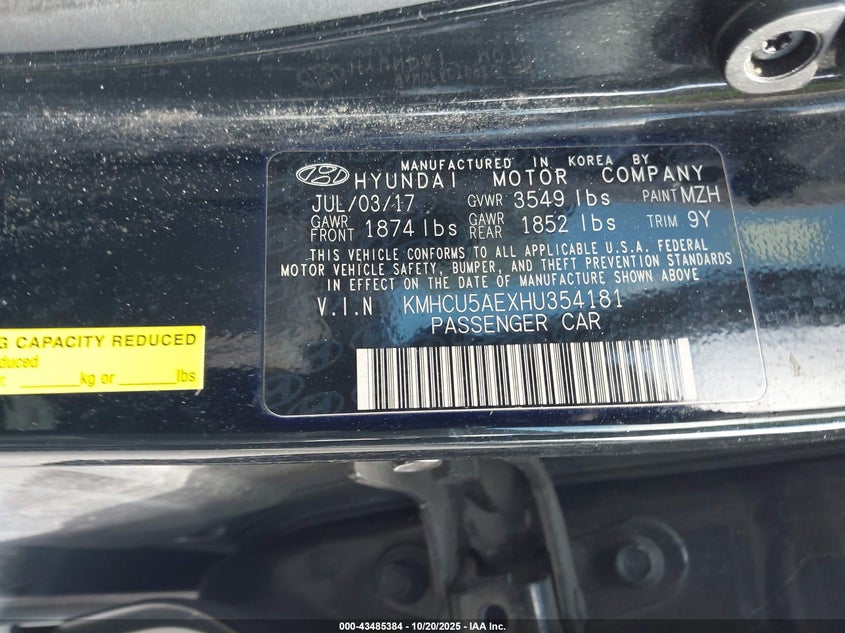 MANUFACTURED IN KOREA BY
HYUNDAI MOTOR COMPANY
JUL/03/17 GVWR 3549 lbs PAINT MZH
GAWR FRONT 1874 lbs GAWR REAR 1852 lbs TRIM 9Y
THIS VEHICLE CONFORMS TO ALL APPLICABLE U.S.A. FEDERAL
MOTOR VEHICLE SAFETY, BUMPER, AND THEFT PREVENTION STANDARDS
IN EFFECT ON THE DATE OF MANUFACTURE SHOWN ABOVE
V.I.N KMHCU5AEXHU354181
PASSENGER CAR
CAPACITY REDUCED
kg or lbs
000-43485384 - 10/20/2025 - IAA Inc.